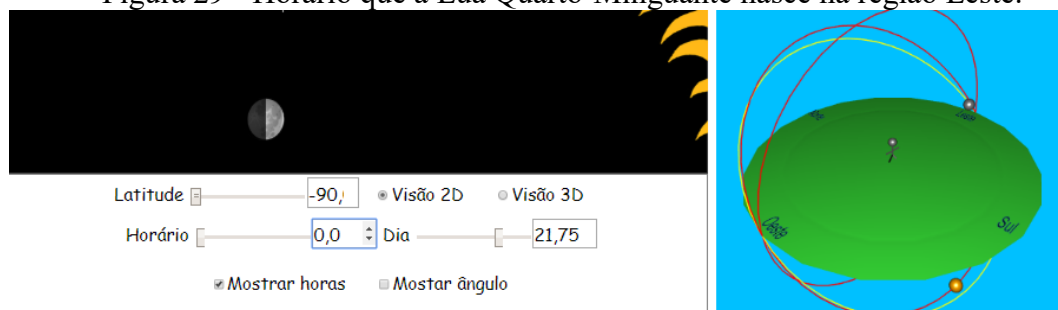 Figura 29 - Horário que a Lua Quarto-Minguante nasce na região Leste.
Latitude -90, Visão 2D Visão 3D
Horário 0,0 Dia 21,75
Mostrar horas Mostar ângulo
Leste
Oeste
Sul